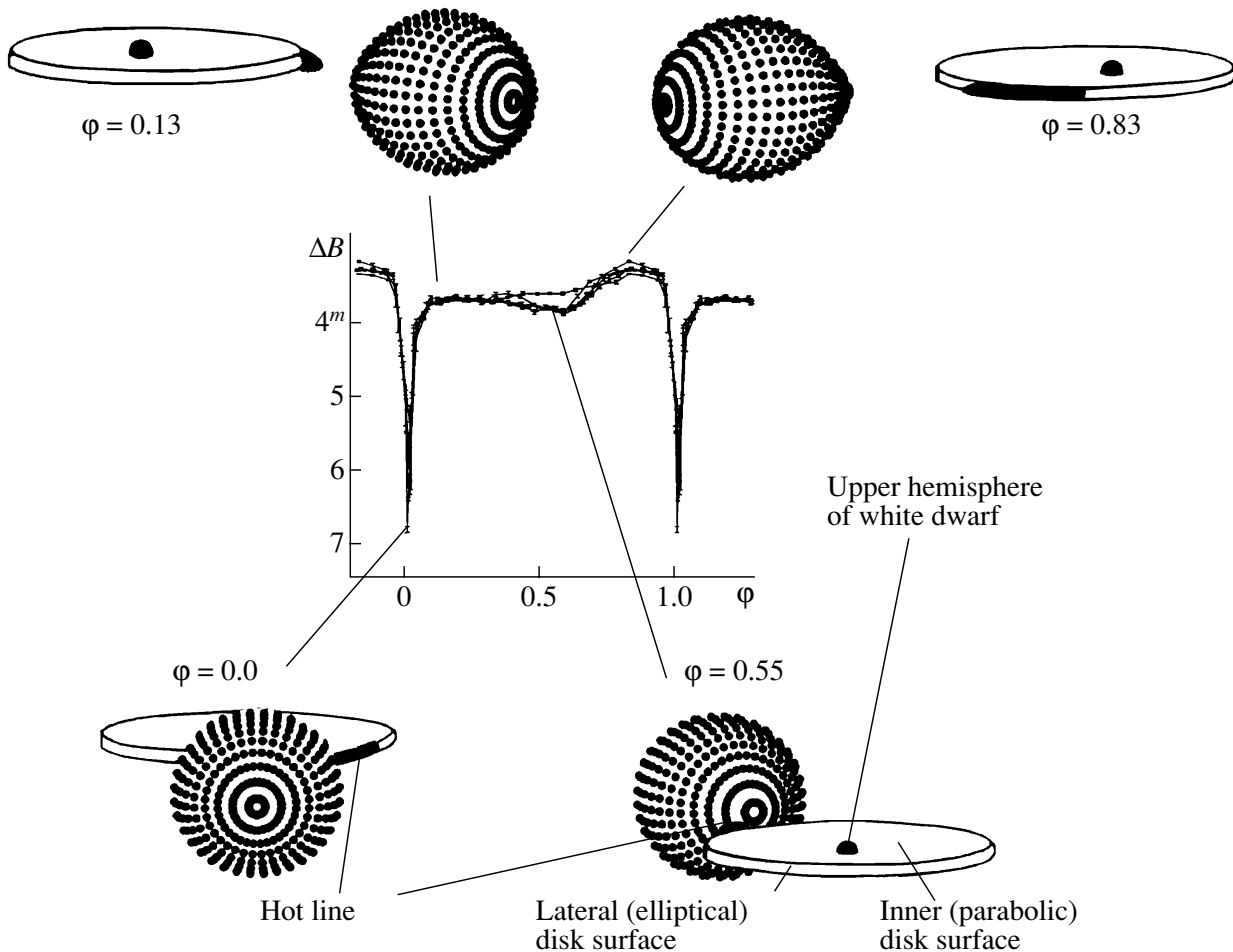 φ = 0.13
φ = 0.83
ΔB
4ᵐ
5
6
7
0
0.5
1.0
φ
Upper hemisphere
of white dwarf
φ = 0.0
φ = 0.55
Hot line
Lateral (elliptical)
disk surface
Inner (parabolic)
disk surface